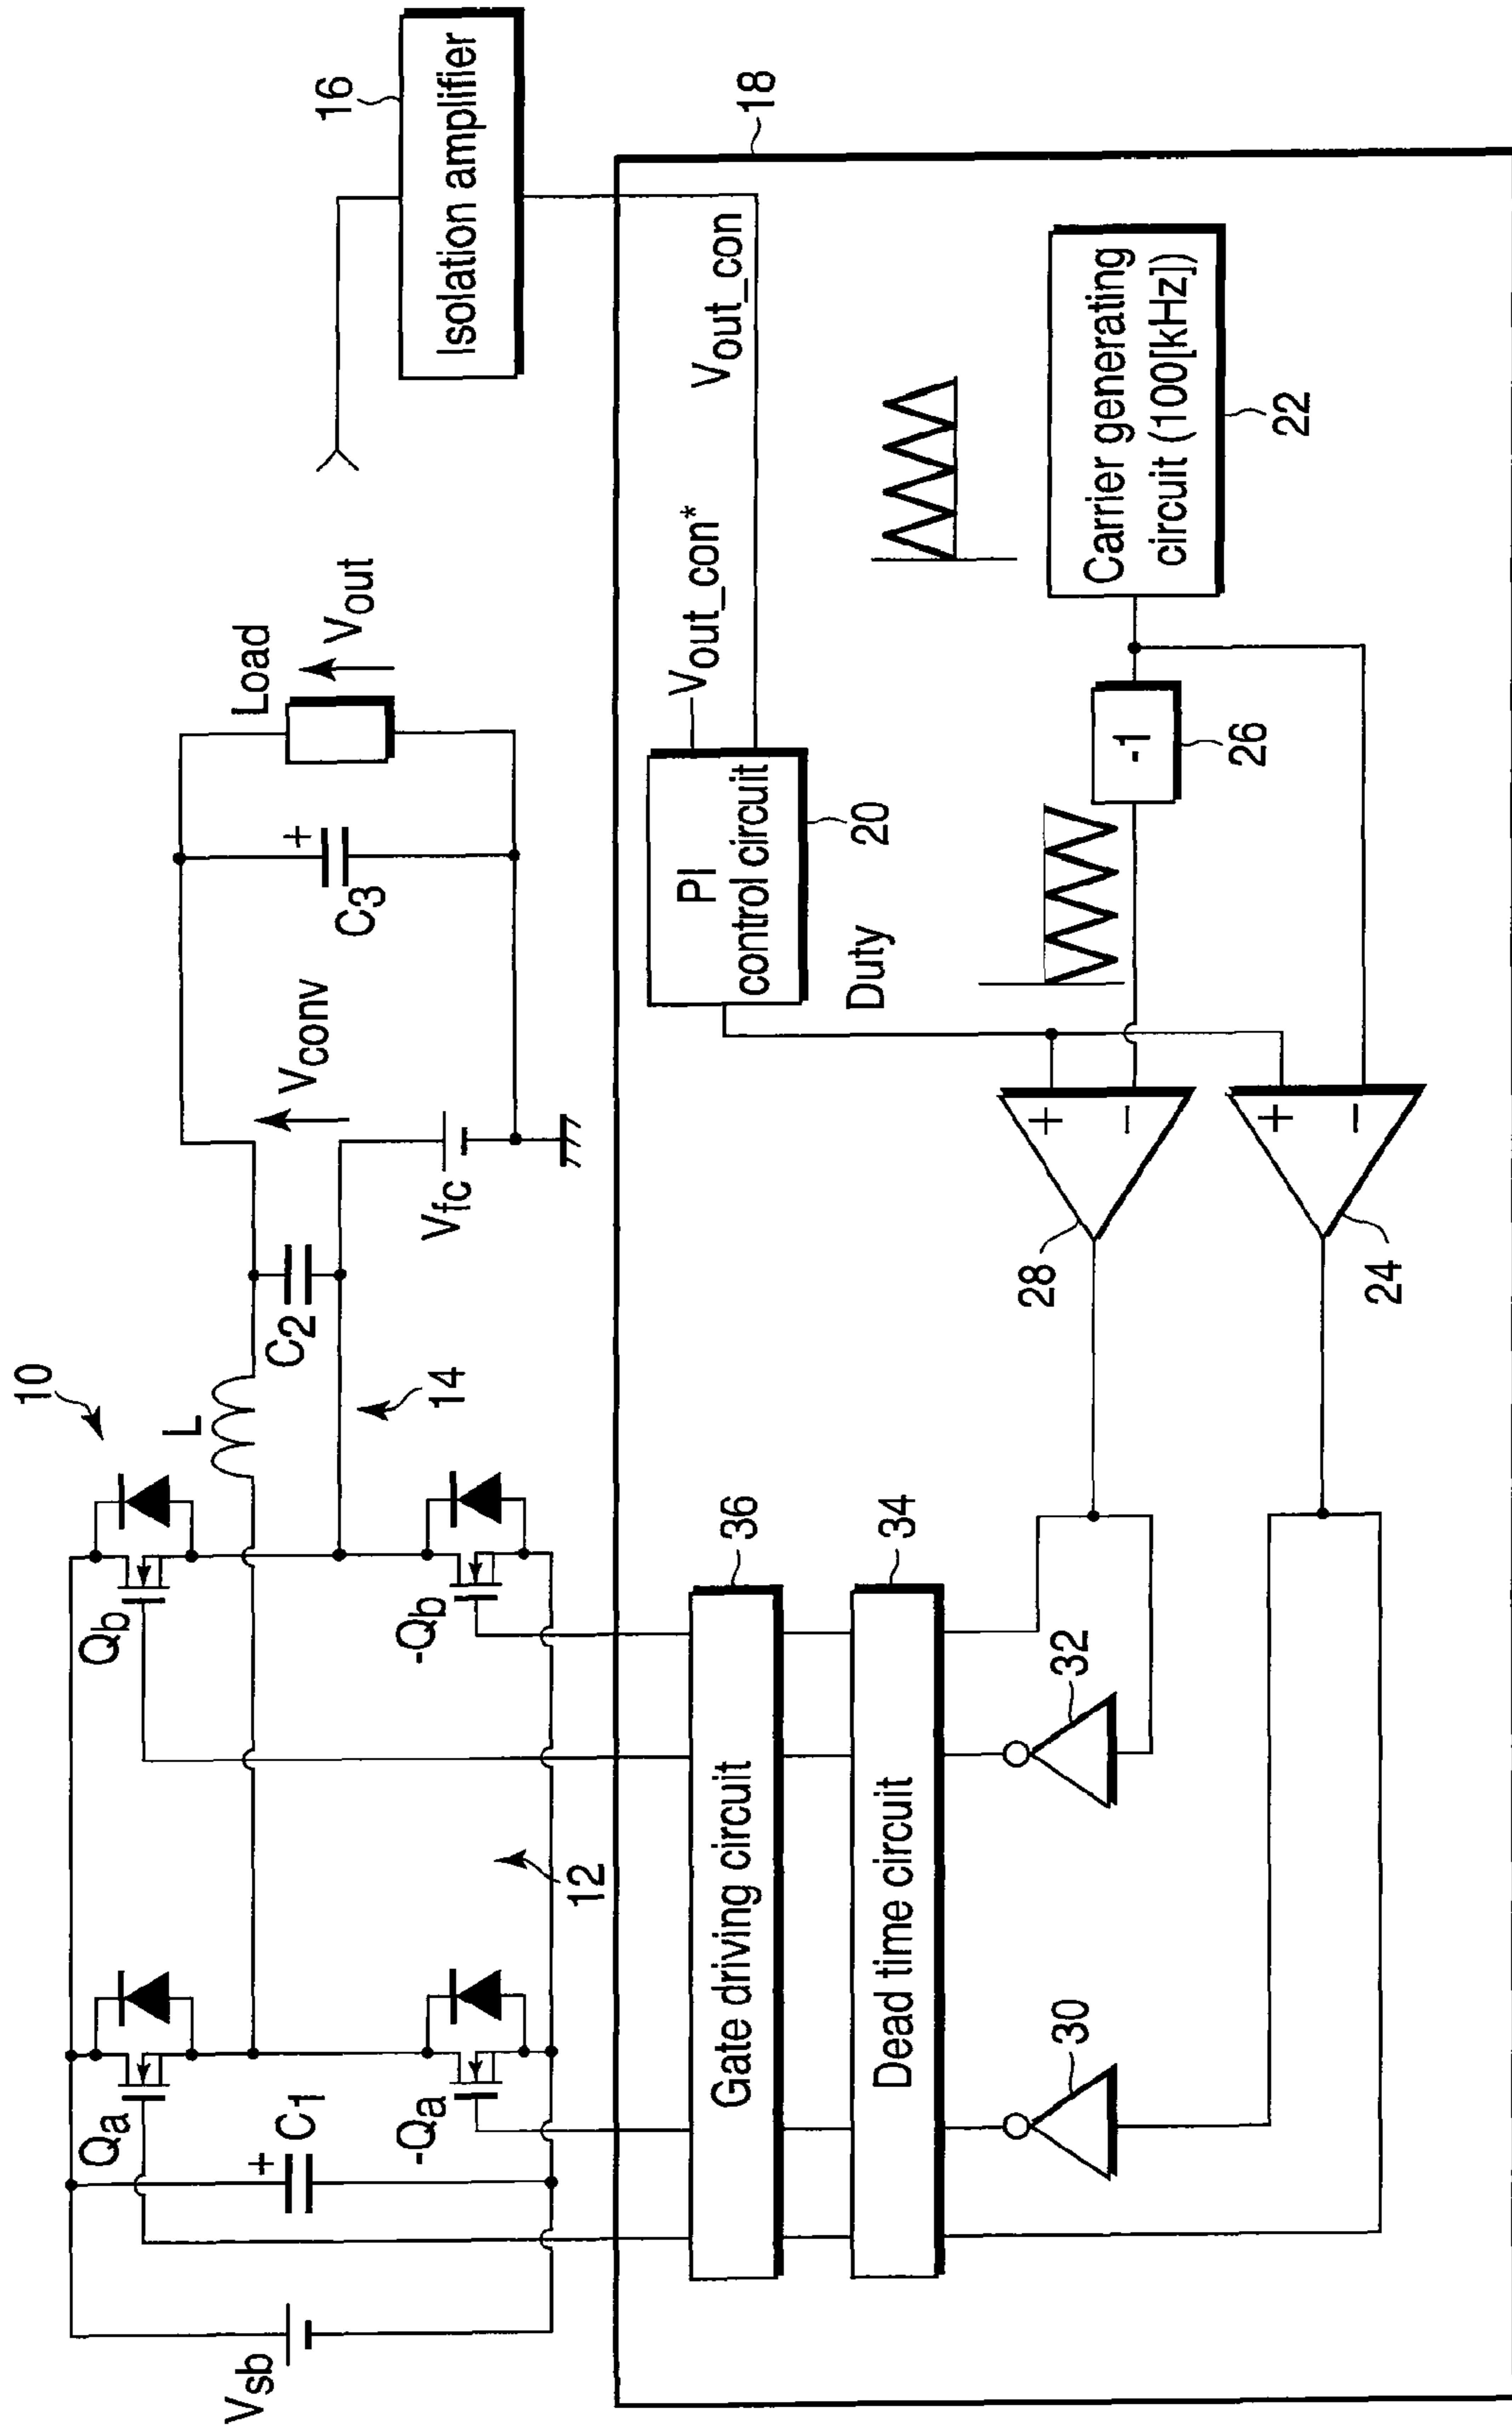 10
Vsb
Qa
C1
-Qa
12
Qb
-Qb
L
14
C2
Vconv
Vfc
C3
Load
Vout
16
Isolation amplifier
18
Gate driving circuit
36
Dead time circuit
34
30
32
28
+
−
24
+
−
PI
control circuit
20
Duty
Vout_con*
Vout_con
-1
26
Carrier generating
circuit (100[kHz])
22
+
+